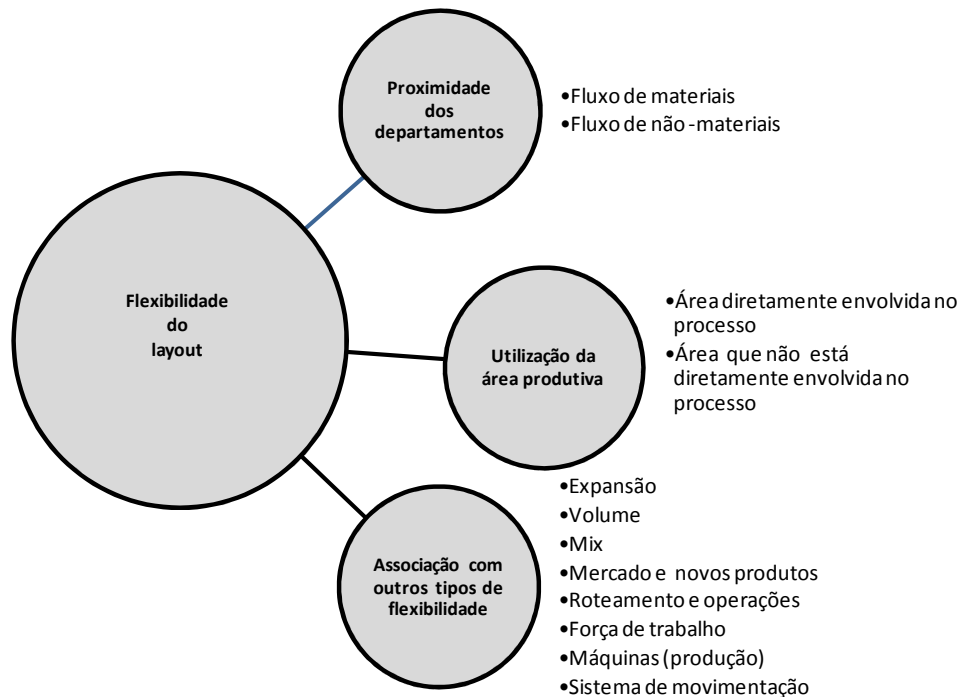 Proximidade
dos
departamentos
•Fluxo de materiais
•Fluxo de não -materiais
Flexibilidade
do
layout
Utilização da
área produtiva
•Área diretamente envolvida no
processo
•Área que não está
diretamente envolvida no
processo
Associação com
outros tipos de
flexibilidade
•Expansão
•Volume
•Mix
•Mercado e novos produtos
•Roteamento e operações
•Força de trabalho
•Máquinas (produção)
•Sistema de movimentação